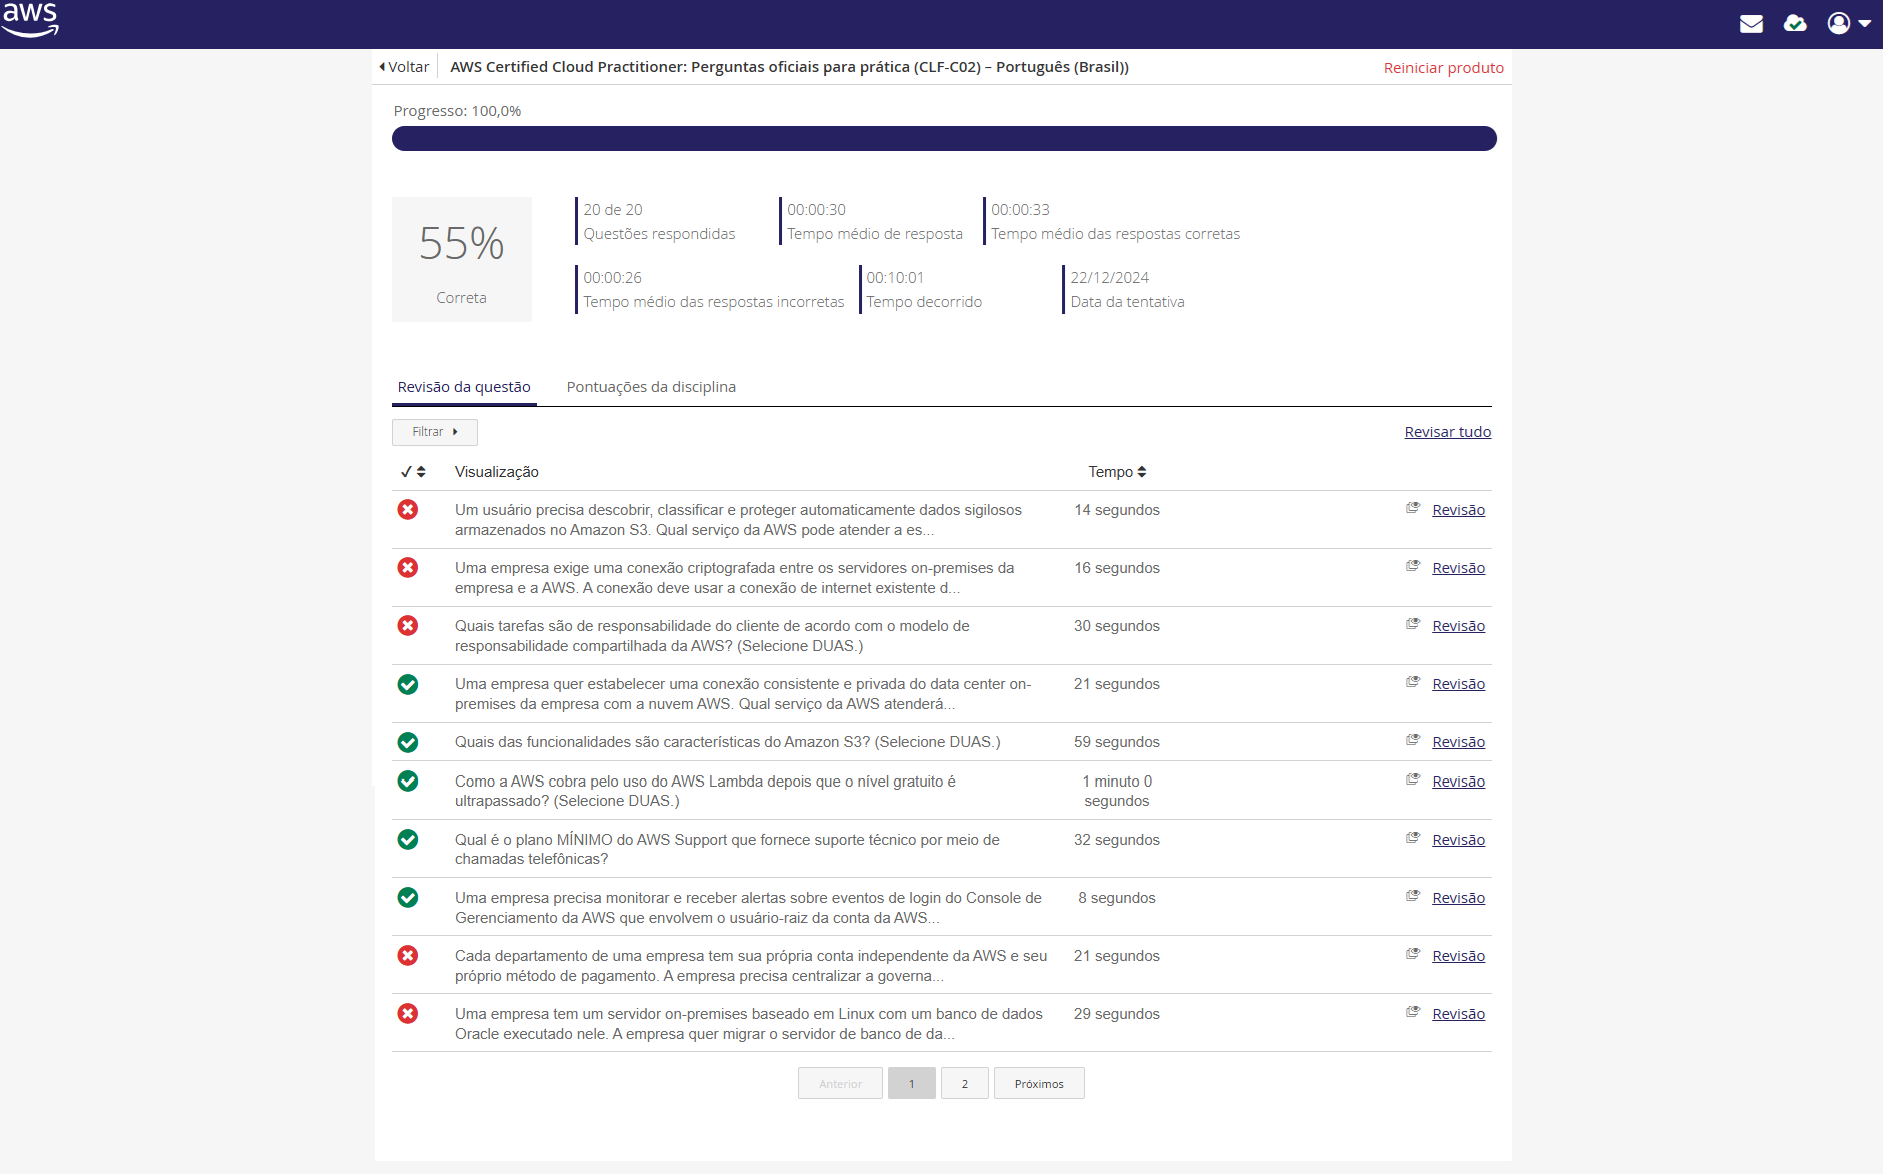 aws
Voltar
AWS Certified Cloud Practitioner: Perguntas oficiais para prática (CLF-C02) – Português (Brasil))
Reiniciar produto
Progresso: 100,0%
55%
Correta
20 de 20
Questões respondidas
00:00:30
Tempo médio de resposta
00:00:33
Tempo médio das respostas corretas
00:00:26
Tempo médio das respostas incorretas
00:10:01
Tempo decorrido
22/12/2024
Data da tentativa
Revisão da questão
Pontuações da disciplina
Filtrar
Revisar tudo
Visualização
Tempo
Um usuário precisa descobrir, classificar e proteger automaticamente dados sigilosos
armazenados no Amazon S3. Qual serviço da AWS pode atender a es...
14 segundos
Revisão
Uma empresa exige uma conexão criptografada entre os servidores on-premises da
empresa e a AWS. A conexão deve usar a conexão de internet existente d...
16 segundos
Revisão
Quais tarefas são de responsabilidade do cliente de acordo com o modelo de
responsabilidade compartilhada da AWS? (Selecione DUAS.)
30 segundos
Revisão
Uma empresa quer estabelecer uma conexão consistente e privada do data center on-
premises da empresa com a nuvem AWS. Qual serviço da AWS atenderá...
21 segundos
Revisão
Quais das funcionalidades são características do Amazon S3? (Selecione DUAS.)
59 segundos
Revisão
Como a AWS cobra pelo uso do AWS Lambda depois que o nível gratuito é
ultrapassado? (Selecione DUAS.)
1 minuto 0
segundos
Revisão
Qual é o plano MÍNIMO do AWS Support que fornece suporte técnico por meio de
chamadas telefônicas?
32 segundos
Revisão
Uma empresa precisa monitorar e receber alertas sobre eventos de login do Console de
Gerenciamento da AWS que envolvem o usuário-raiz da conta da AWS...
8 segundos
Revisão
Cada departamento de uma empresa tem sua própria conta independente da AWS e seu
próprio método de pagamento. A empresa precisa centralizar a governa...
21 segundos
Revisão
Uma empresa tem um servidor on-premises baseado em Linux com um banco de dados
Oracle executado nele. A empresa quer migrar o servidor de banco de da...
29 segundos
Revisão
Anterior
1
2
Próximos